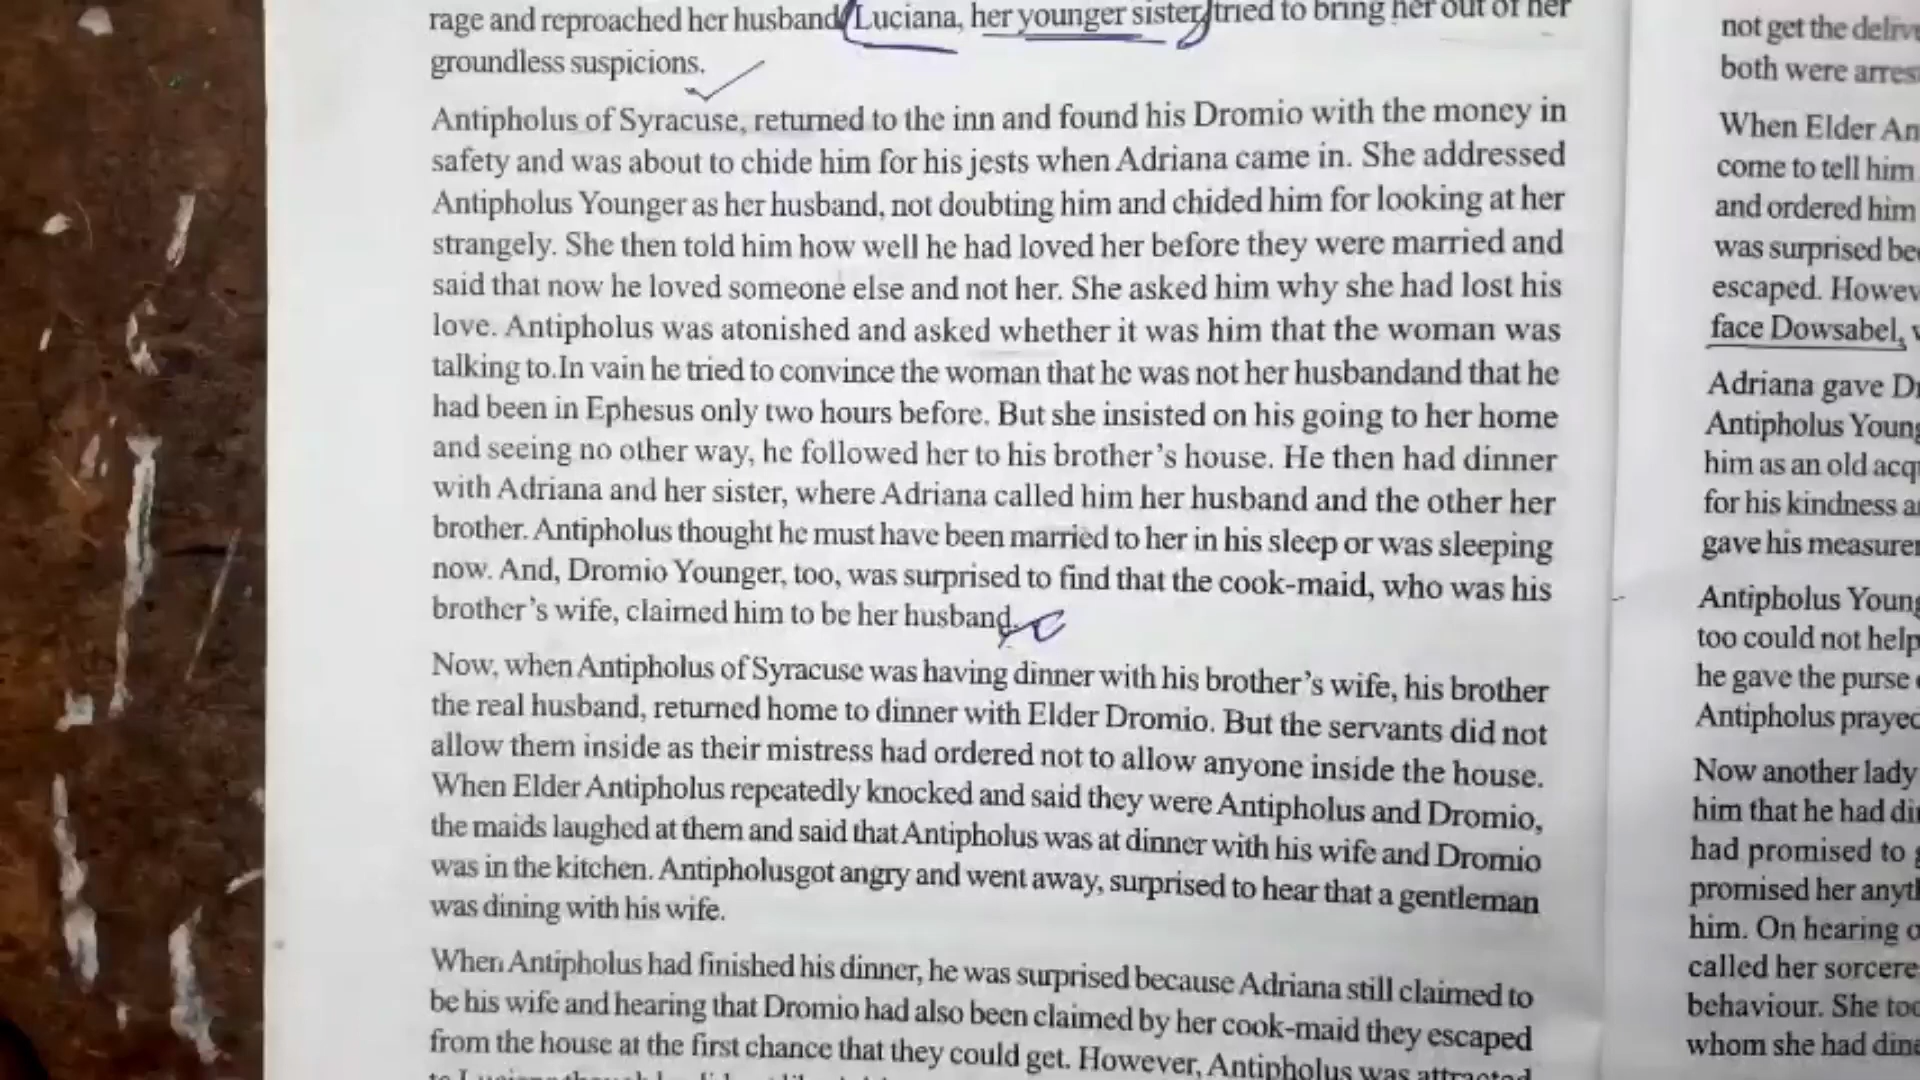 rage and reproached her husband Luciana, her younger sister, tried to bring her out of her
groundless suspicions.
Antipholus of Syracuse, returned to the inn and found his Dromio with the money in
safety and was about to chide him for his jests when Adriana came in. She addressed
Antipholus Younger as her husband, not doubting him and chided him for looking at her
strangely. She then told him how well he had loved her before they were married and
said that now he loved someone else and not her. She asked him why she had lost his
love. Antipholus was atonished and asked whether it was him that the woman was
talking to.In vain he tried to convince the woman that he was not her husbandand that he
had been in Ephesus only two hours before. But she insisted on his going to her home
and seeing no other way, he followed her to his brother's house. He then had dinner
with Adriana and her sister, where Adriana called him her husband and the other her
brother. Antipholus thought he must have been married to her in his sleep or was sleeping
now. And, Dromio Younger, too, was surprised to find that the cook-maid, who was his
brother's wife, claimed him to be her husband.
Now, when Antipholus of Syracuse was having dinner with his brother's wife, his brother
the real husband, returned home to dinner with Elder Dromio. But the servants did not
allow them inside as their mistress had ordered not to allow anyone inside the house.
When Elder Antipholus repeatedly knocked and said they were Antipholus and Dromio,
the maids laughed at them and said that Antipholus was at dinner with his wife and Dromio
was in the kitchen. Antipholusgot angry and went away, surprised to hear that a gentleman
was dining with his wife.
When Antipholus had finished his dinner, he was surprised because Adriana still claimed to
be his wife and hearing that Dromio had also been claimed by her cook-maid they escaped
from the house at the first chance that they could get. However, Antipholus was attracted
not get the
both were
When Elder
come to tell him
and ordered him
was surprised
escaped.
face Dowsabel,
Adriana gave
Antipholus
him as an old
for his kindness
gave his
Antipholus
too could not help
he gave the purse
Antipholus prayed
Now another lady
him that he had
had promised to
promised her
him. On hearing
called her
behaviour. She
whom she had